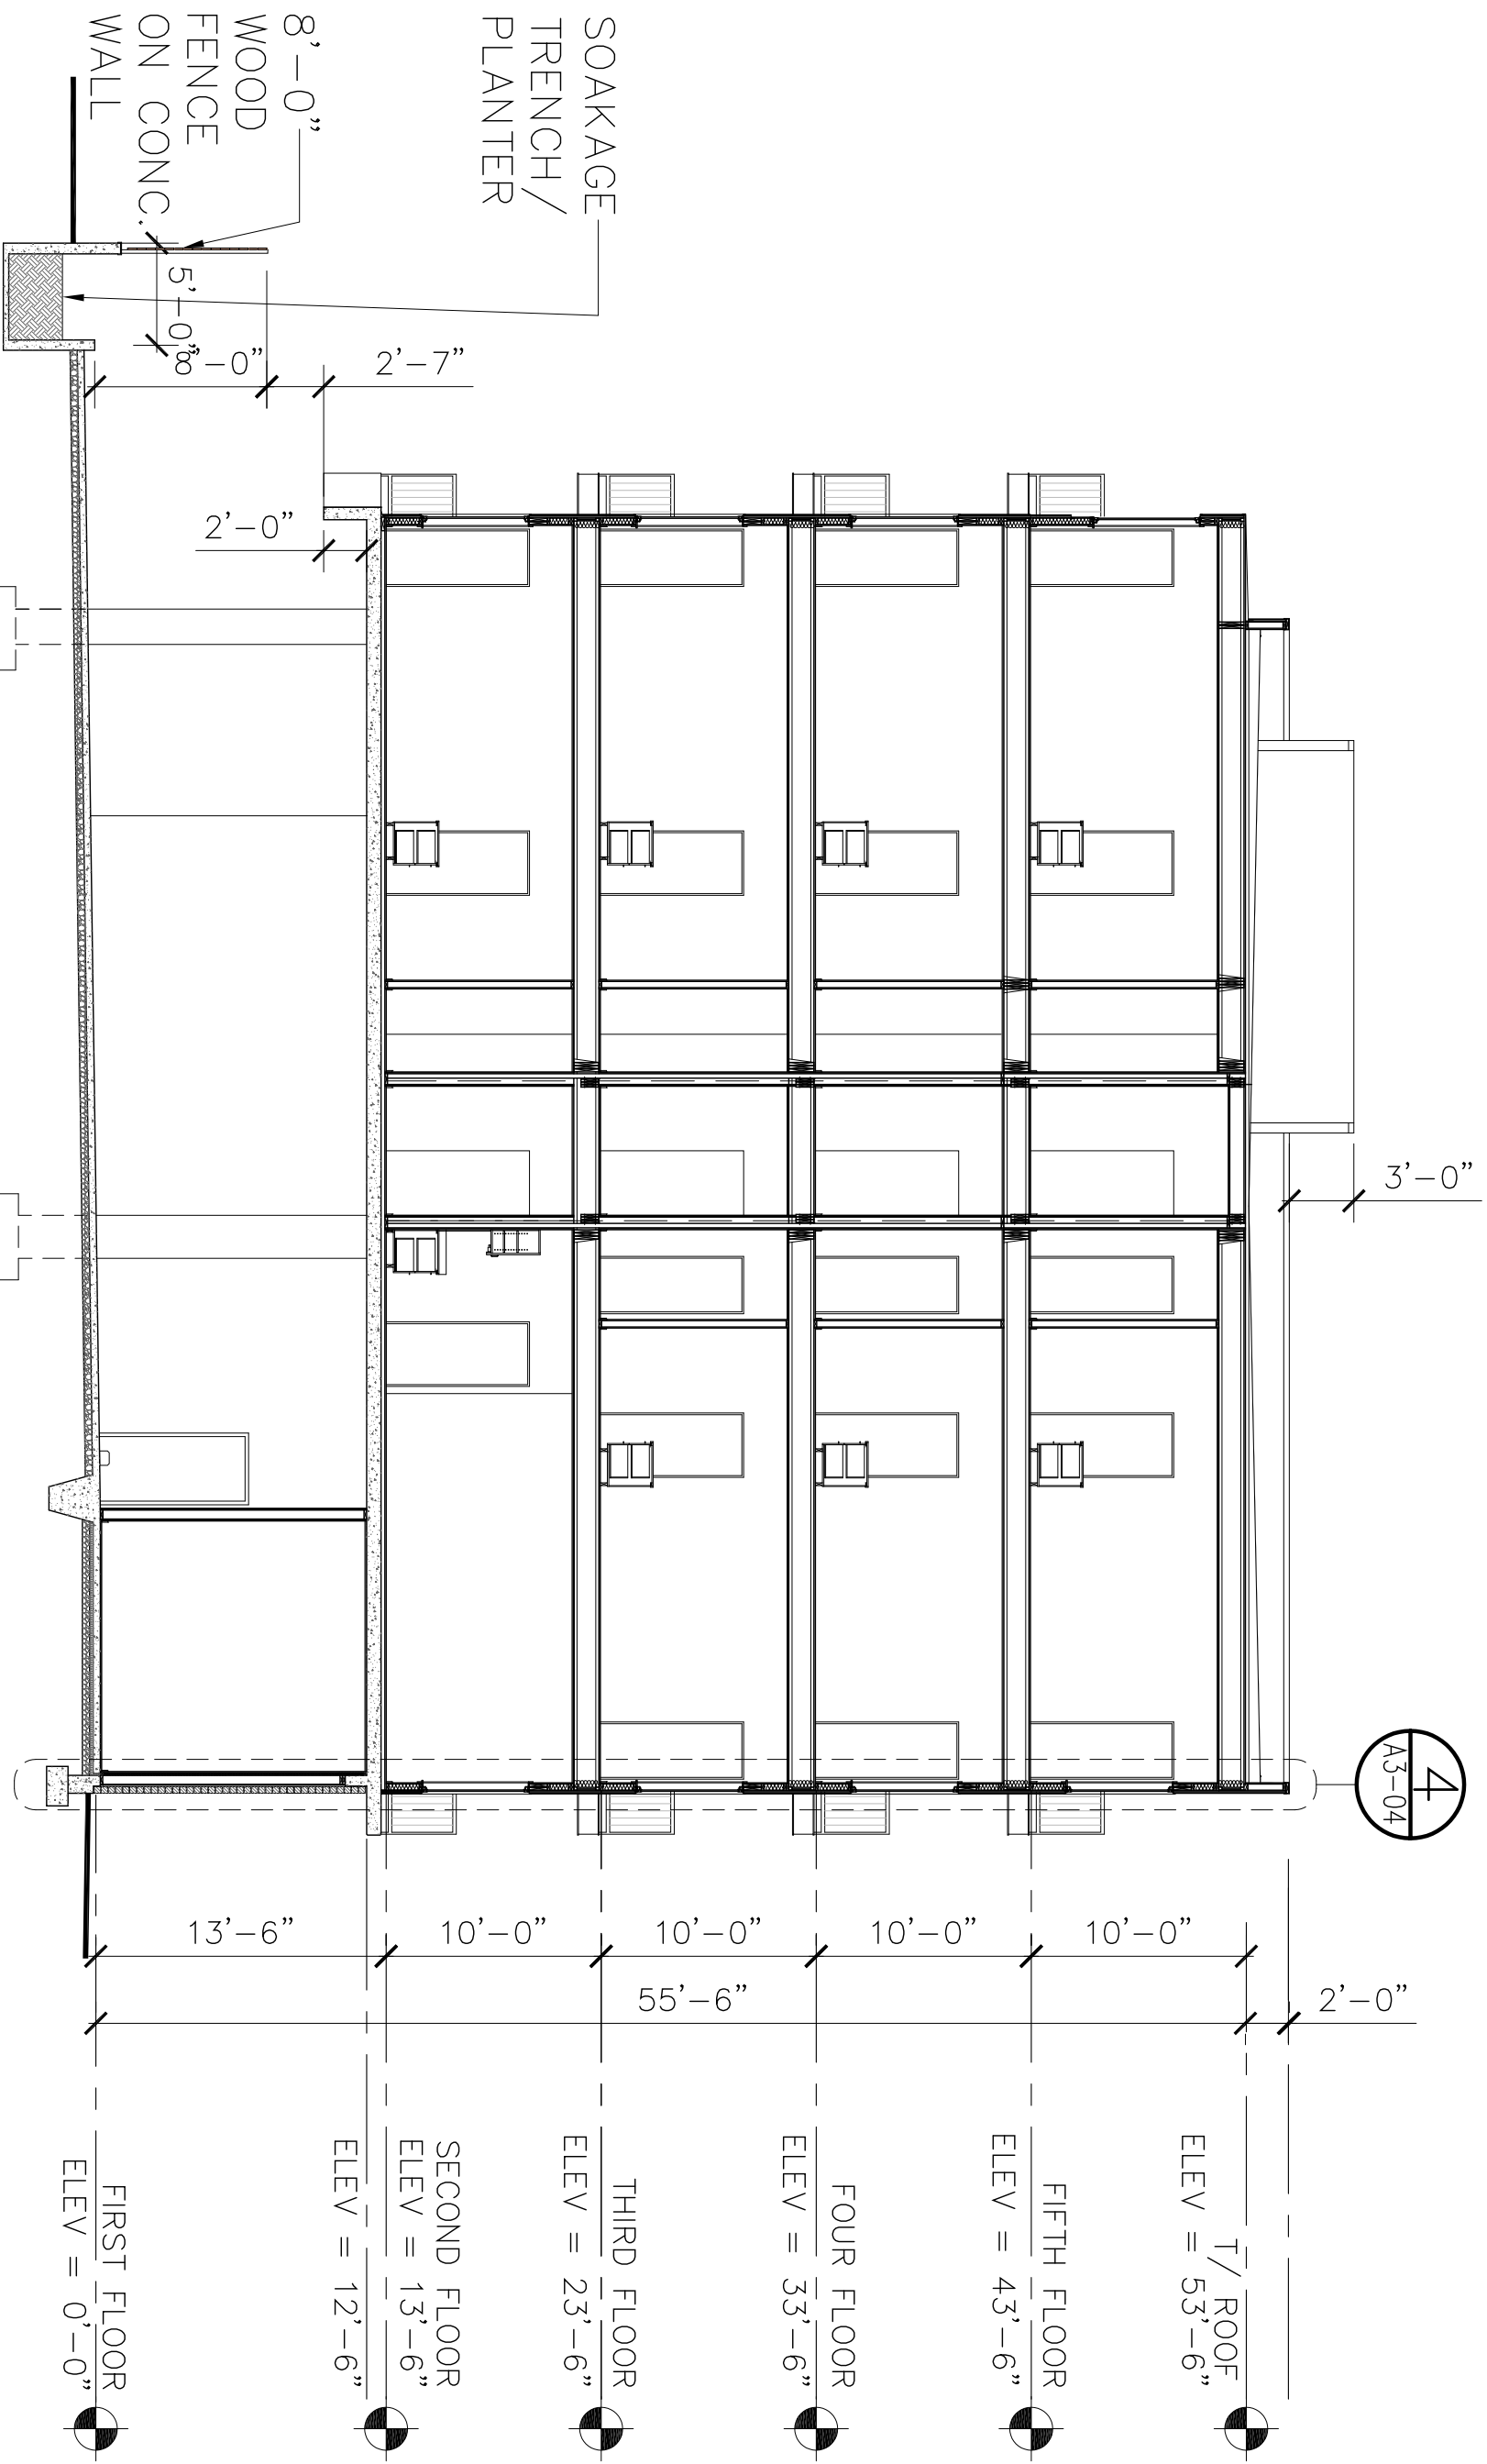 SOAKAGE
TRENCH/
PLANTER
8'-0"
WOOD
FENCE
ON CONC.
WALL
5'-0"
8'-0"
2'-7"
2'-0"
3'-0"
4
A3-04
13'-6"
10'-0"
10'-0"
10'-0"
10'-0"
55'-6"
2'-0"
T/ ROOF
ELEV = 53'-6"
FIFTH FLOOR
ELEV = 43'-6"
FOUR FLOOR
ELEV = 33'-6"
THIRD FLOOR
ELEV = 23'-6"
SECOND FLOOR
ELEV = 13'-6"
ELEV = 12'-6"
FIRST FLOOR
ELEV = 0'-0"